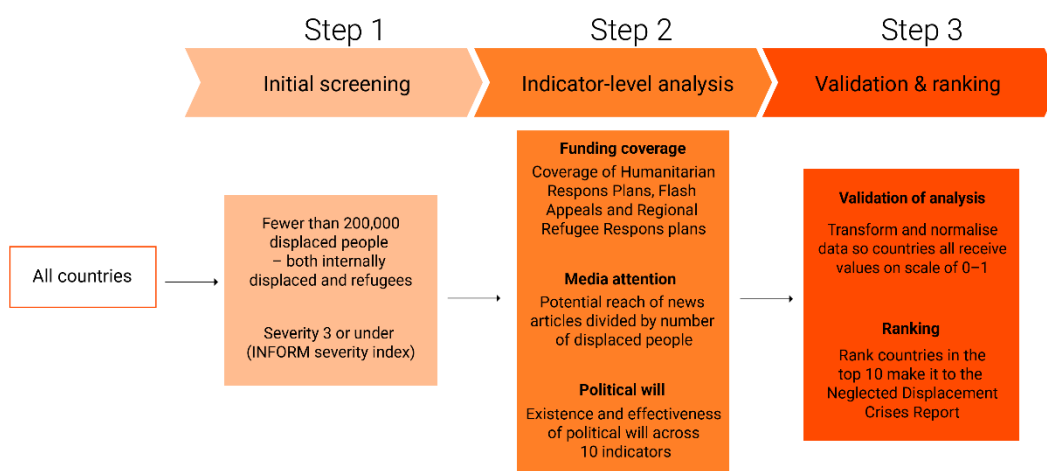 Step 1
Step 2
Step 3
Initial screening
Indicator-level analysis
Validation & ranking
All countries
Fewer than 200,000
displaced people
– both internally
displaced and refugees
Severity 3 or under
(INFORM severity index)
Funding coverage
Coverage of Humanitarian
Respons Plans, Flash
Appeals and Regional
Refugee Respons plans
Media attention
Potential reach of news
articles divided by number
of displaced people
Political will
Existence and effectiveness
of political will across
10 indicators
Validation of analysis
Transform and normalise
data so countries all receive
values on scale of 0–1
Ranking
Rank countries in the
top 10 make it to the
Neglected Displacement
Crises Report